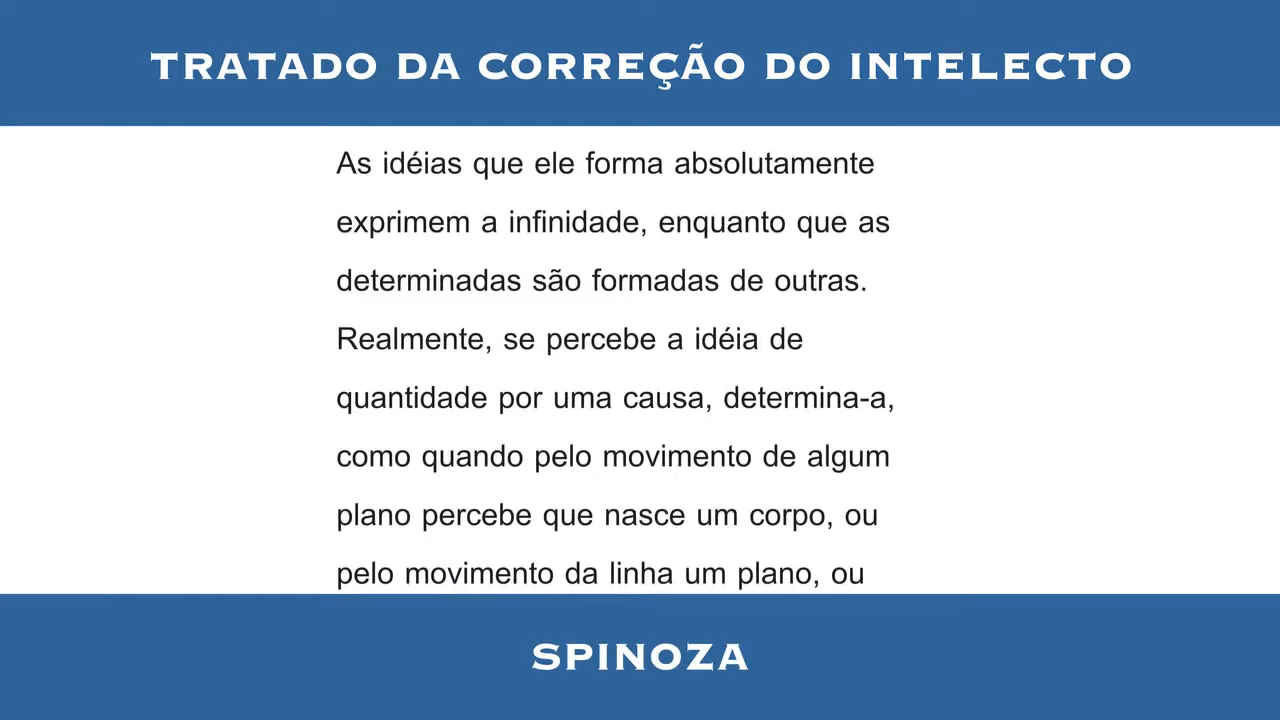 TRATADO DA CORREÇÃO DO INTELECTO
As idéias que ele forma absolutamente
exprimem a infinidade, enquanto que as
determinadas são formadas de outras.
Realmente, se percebe a idéia de
quantidade por uma causa, determina-a,
como quando pelo movimento de algum
plano percebe que nasce um corpo, ou
pelo movimento da linha um plano, ou
SPINOZA